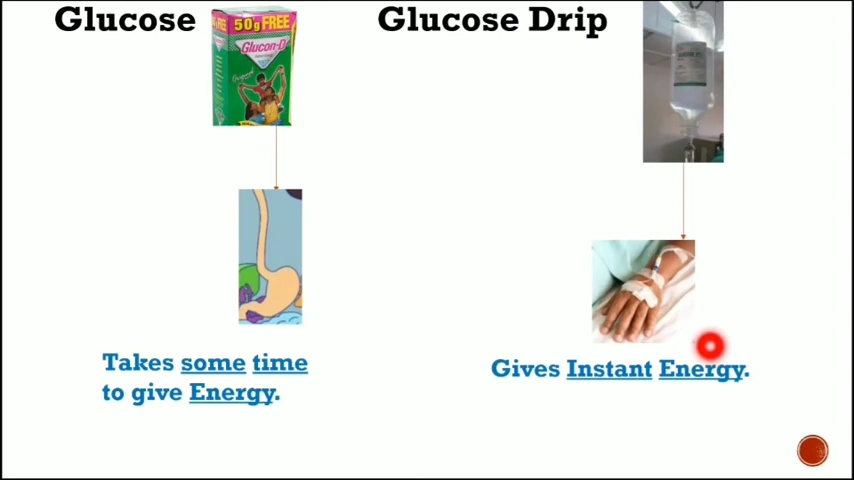 Glucose
50g FREE
Glucon-D
Glucose Drip
Takes some time
to give Energy.
Gives Instant Energy.